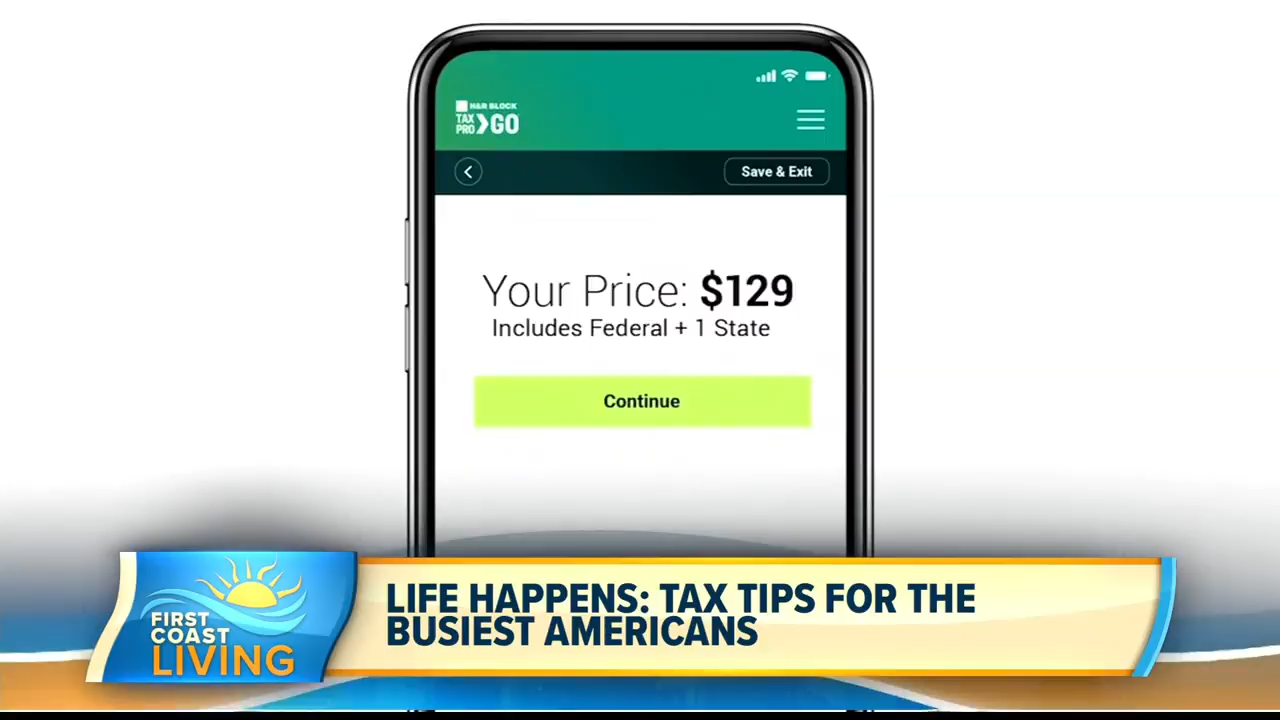 H&R BLOCK
TAX
PRO
GO
Save & Exit
Your Price: $129
Includes Federal + 1 State
Continue
FIRST
COAST
LIVING
LIFE HAPPENS: TAX TIPS FOR THE
BUSIEST AMERICANS